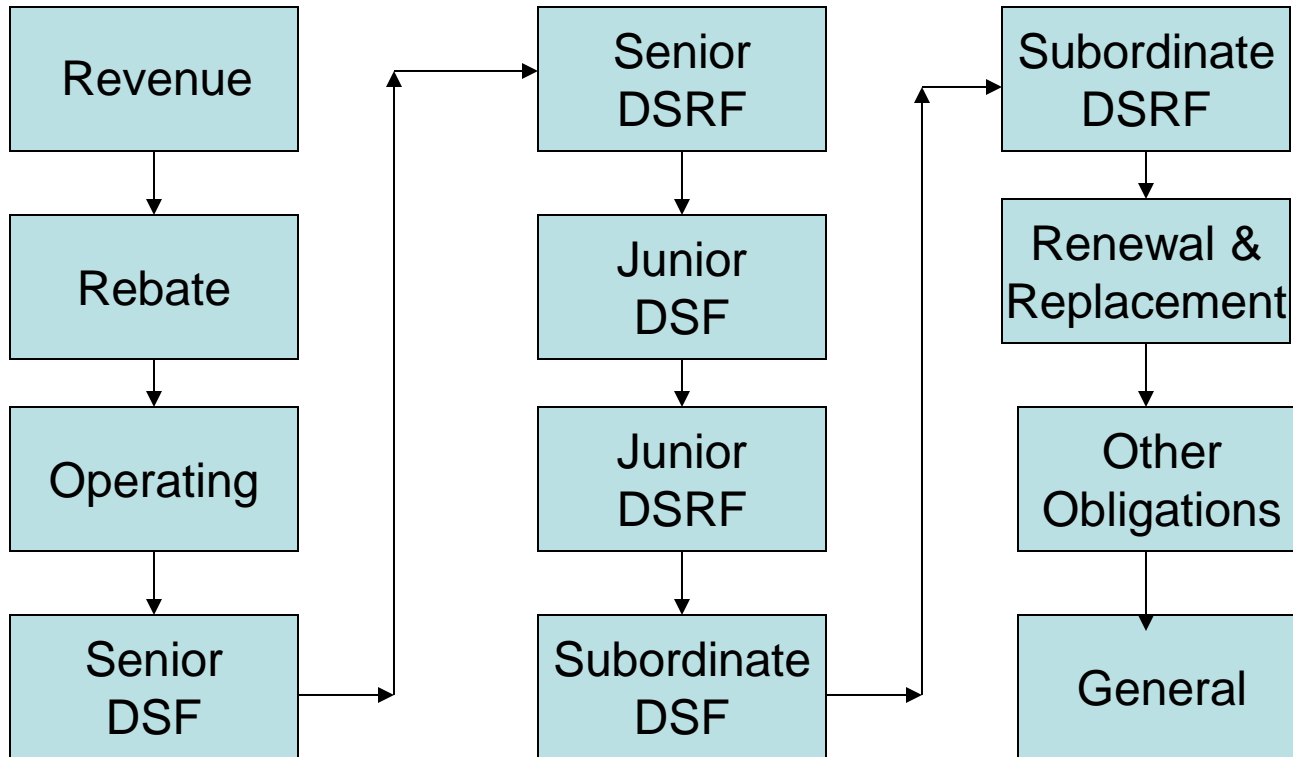 Revenue
Rebate
Operating
Senior
DSF
Senior
DSRF
Junior
DSF
Junior
DSRF
Subordinate
DSF
Subordinate
DSRF
Renewal &
Replacement
Other
Obligations
General